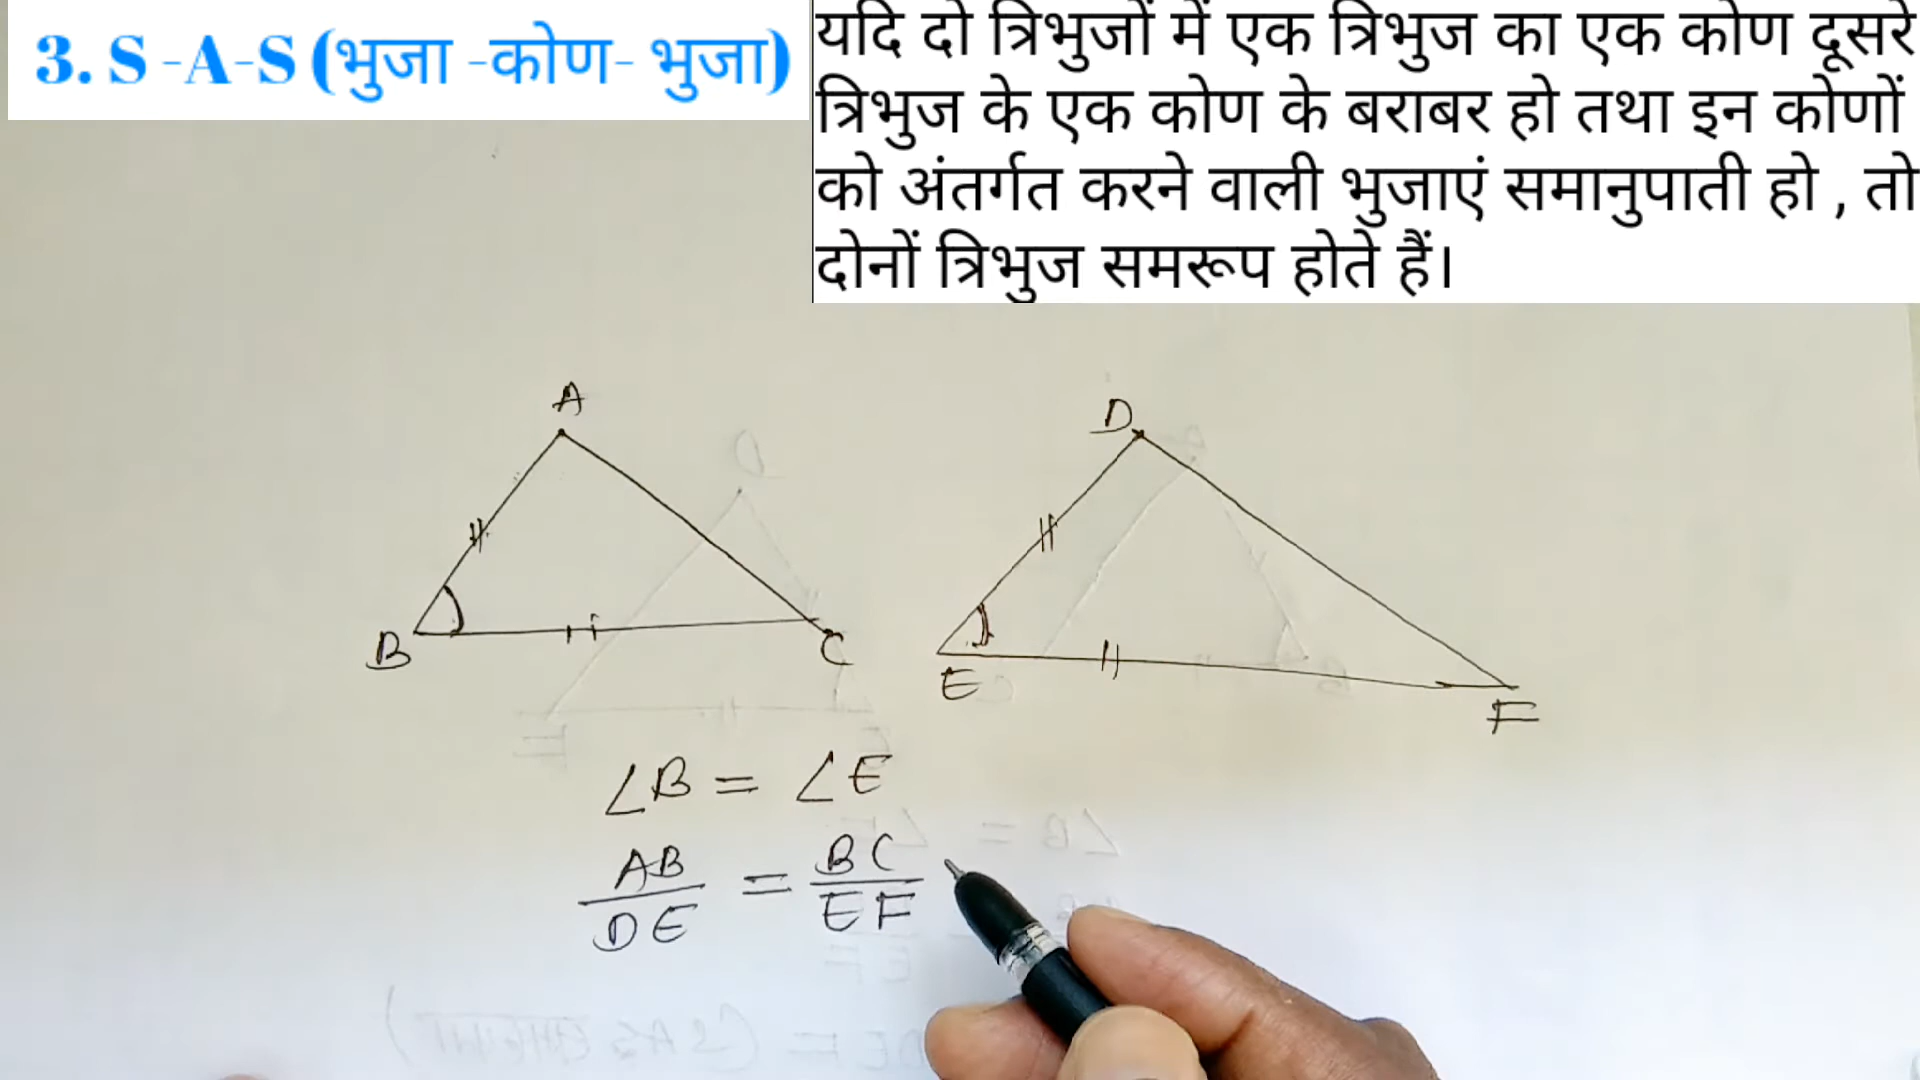 3. S -A-S (भुजा -कोण- भुजा)
यदि दो त्रिभुजों में एक त्रिभुज का एक कोण दूसरे
त्रिभुज के एक कोण के बराबर हो तथा इन कोणों
को अंतर्गत करने वाली भुजाएं समानुपाती हो , तो
दोनों त्रिभुज समरूप होते हैं।
A
D
B
C
E
F
∠B = ∠E
AB/DE = BC/EF